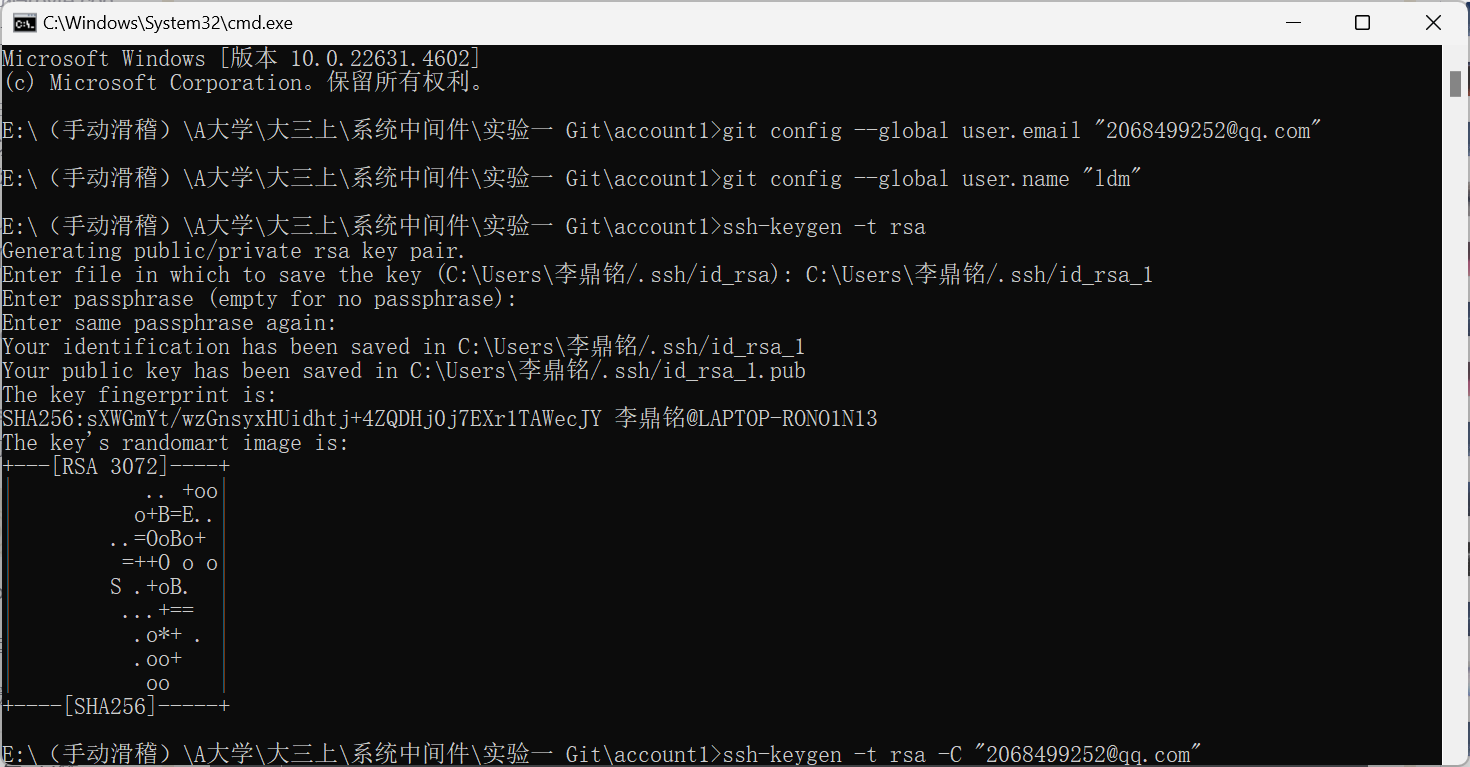 C:\Windows\System32\cmd.exe
Microsoft Windows [版本 10.0.22631.4602]
(c) Microsoft Corporation。保留所有权利。
E:\（手动滑稽）\A大学\大三上\系统中间件\实验一 Git\account1>git config --global user.email "2068499252@qq.com"
E:\（手动滑稽）\A大学\大三上\系统中间件\实验一 Git\account1>git config --global user.name "ldm"
E:\（手动滑稽）\A大学\大三上\系统中间件\实验一 Git\account1>ssh-keygen -t rsa
Generating public/private rsa key pair.
Enter file in which to save the key (C:\Users\李鼎铭/.ssh/id_rsa): C:\Users\李鼎铭/.ssh/id_rsa_1
Enter passphrase (empty for no passphrase):
Enter same passphrase again:
Your identification has been saved in C:\Users\李鼎铭/.ssh/id_rsa_1
Your public key has been saved in C:\Users\李鼎铭/.ssh/id_rsa_1.pub
The key fingerprint is:
SHA256:sXWGmYt/wzGnsyxHUidhtj+4ZQDHj0j7EXr1TAWecJY 李鼎铭@LAPTOP-RONO1N13
The key's randomart image is:
+---[RSA 3072]----+
|           .. +oo|
|          o+B=E..|
|        ..=OoBo+ |
|         =++O o o|
|        S .+oB.  |
|         ...+==  |
|          .o*+ . |
|          .oo+   |
|           oo    |
+----[SHA256]-----+
E:\（手动滑稽）\A大学\大三上\系统中间件\实验一 Git\account1>ssh-keygen -t rsa -C "2068499252@qq.com"